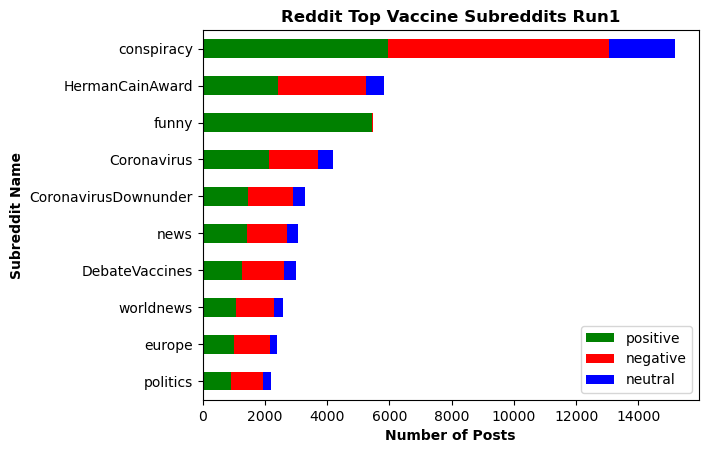 Reddit Top Vaccine Subreddits Run1
Subreddit Name
conspiracy
HermanCainAward
funny
Coronavirus
CoronavirusDownunder
news
DebateVaccines
worldnews
europe
politics
positive
negative
neutral
0 2000 4000 6000 8000 10000 12000 14000
Number of Posts